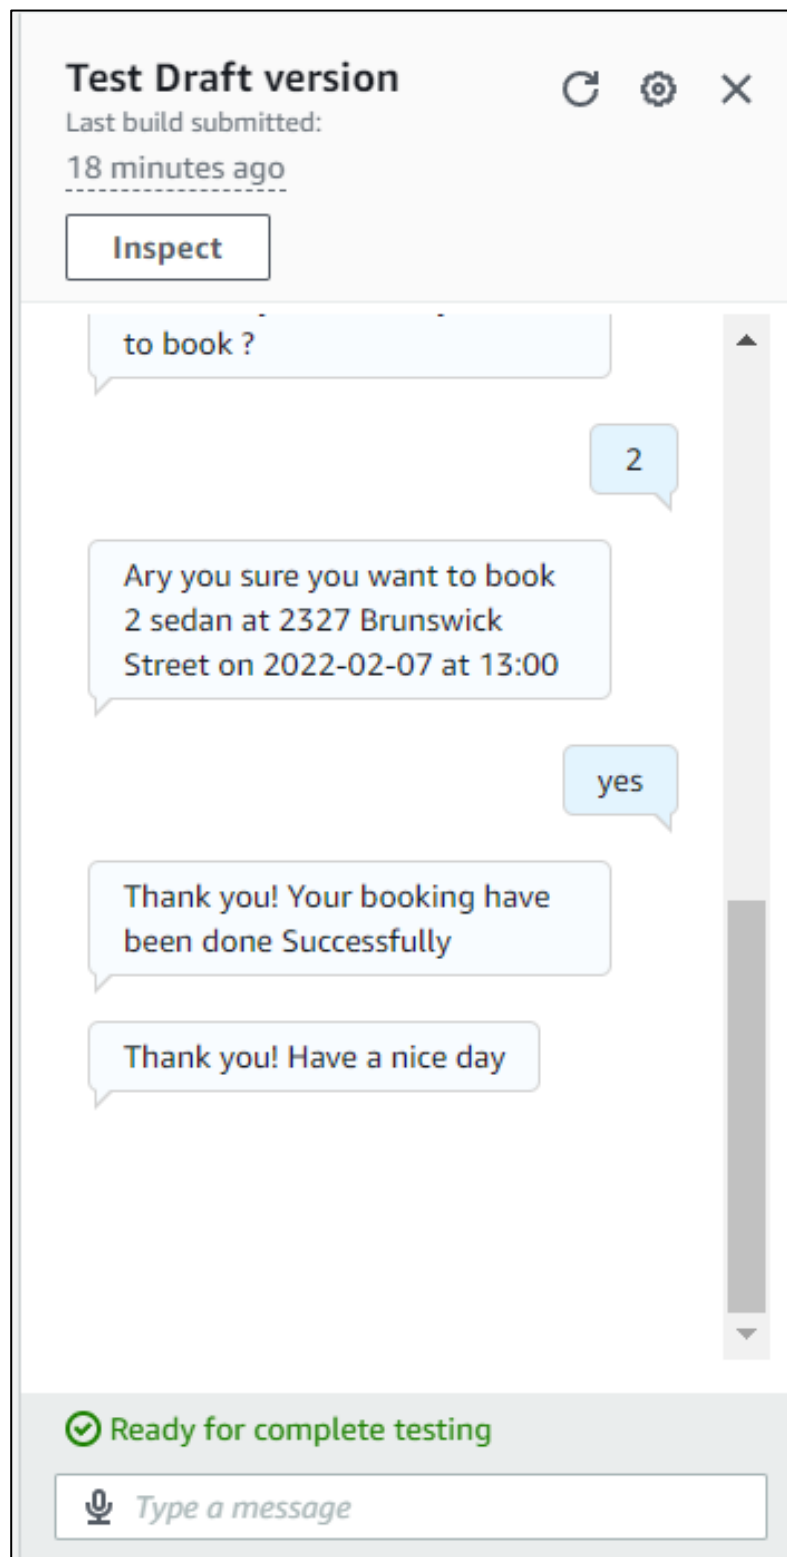 Test Draft version
Last build submitted:
18 minutes ago
Inspect
to book ?
2
Ary you sure you want to book
2 sedan at 2327 Brunswick
Street on 2022-02-07 at 13:00
yes
Thank you! Your booking have
been done Successfully
Thank you! Have a nice day
Ready for complete testing
Type a message